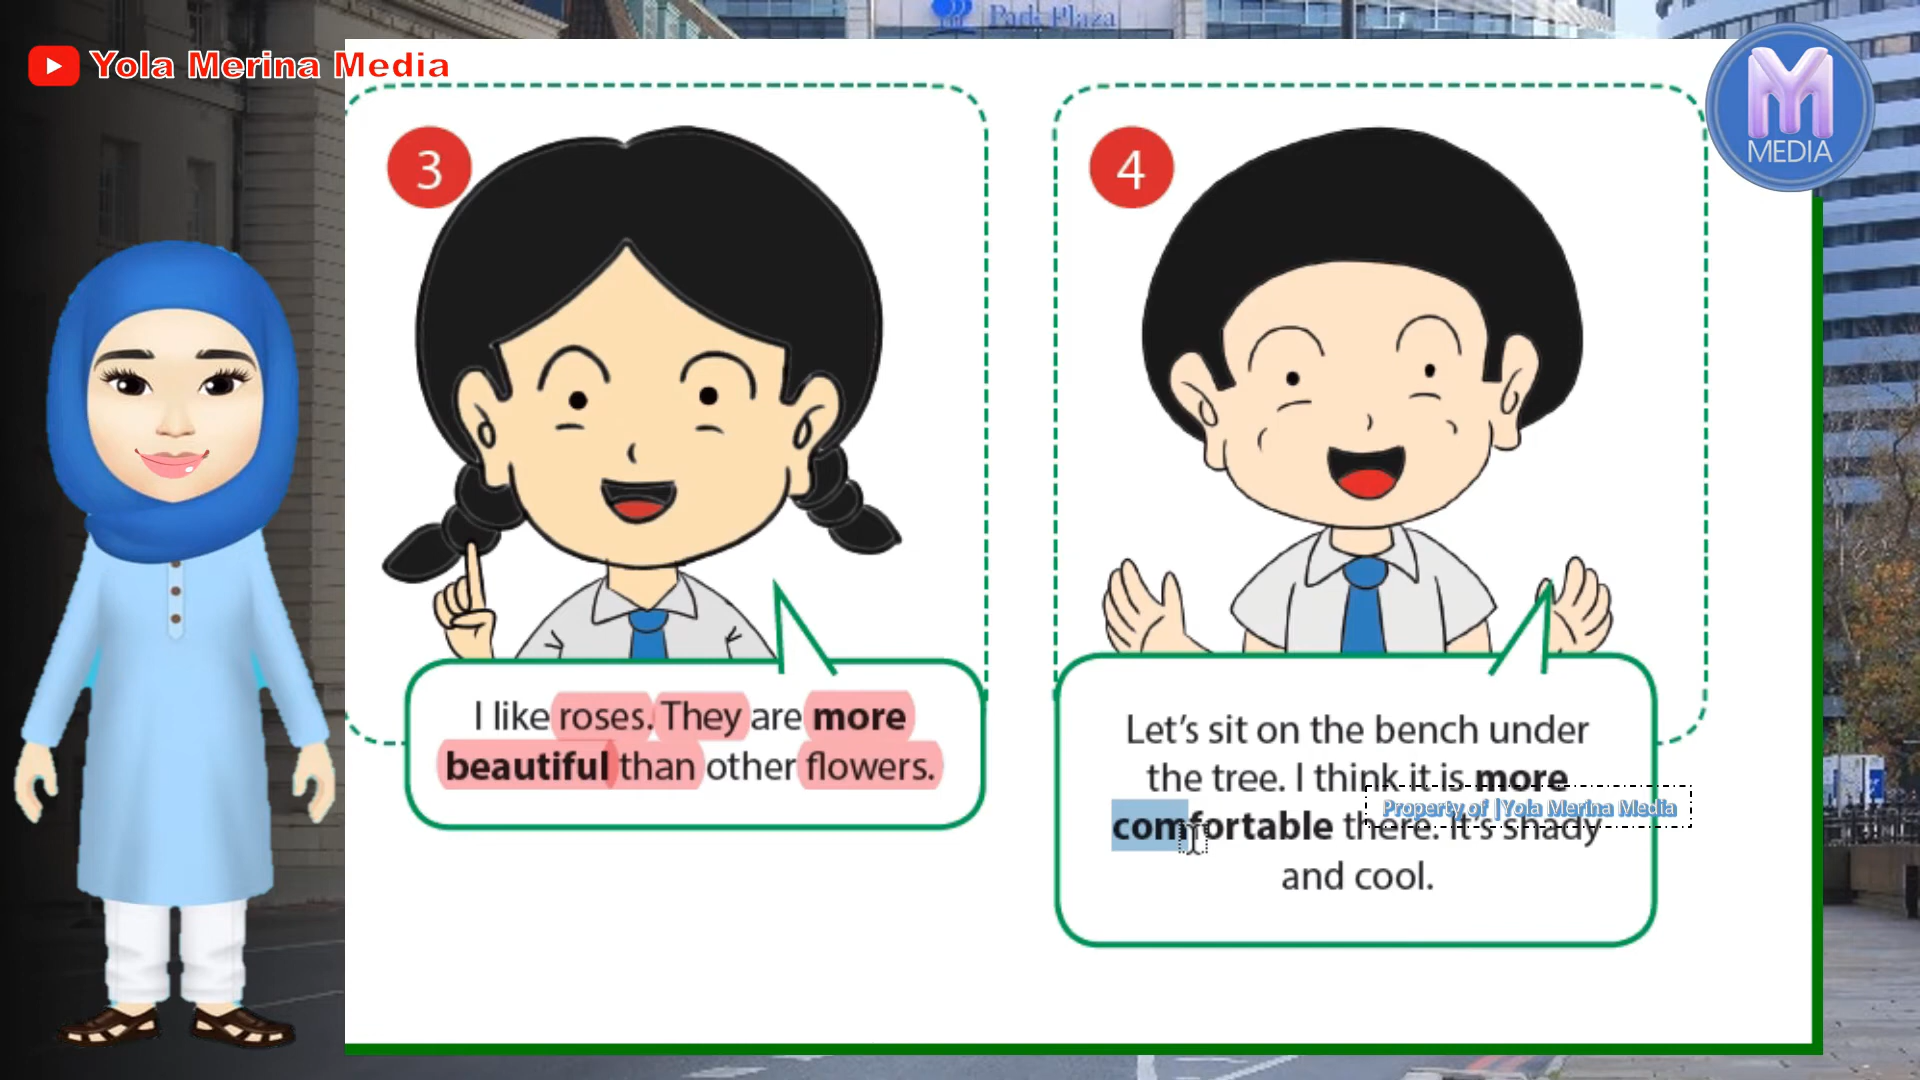 Park Plaza
Yola Merina Media
M
MEDIA
3
I like roses. They are more
beautiful than other flowers.
4
Let's sit on the bench under
the tree. I think it is more
comfortable there. It's shady
and cool.
Property of |Yola Merina Media